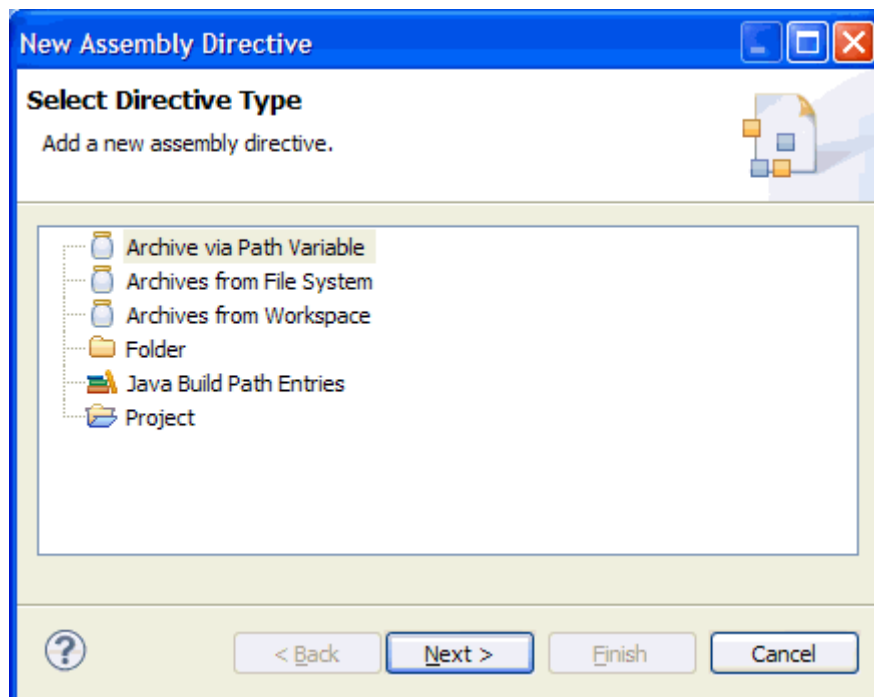 New Assembly Directive
Select Directive Type
Add a new assembly directive.
Archive via Path Variable
Archives from File System
Archives from Workspace
Folder
Java Build Path Entries
Project
? < Back Next > Finish Cancel